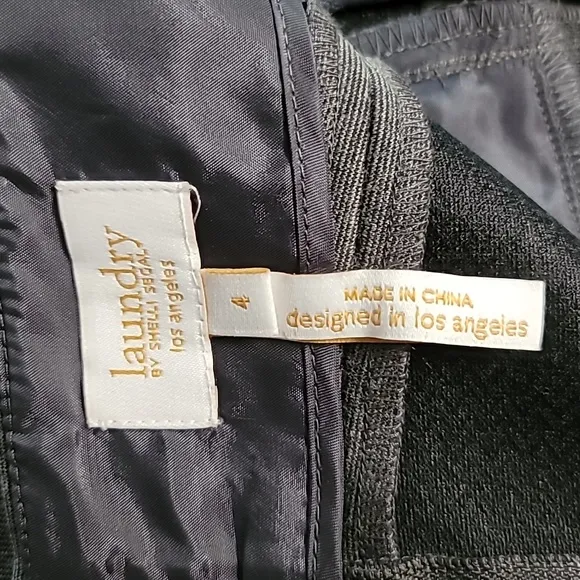 laundry
BY SHELLI SEGAL
los angeles
4
MADE IN CHINA
designed in los angeles